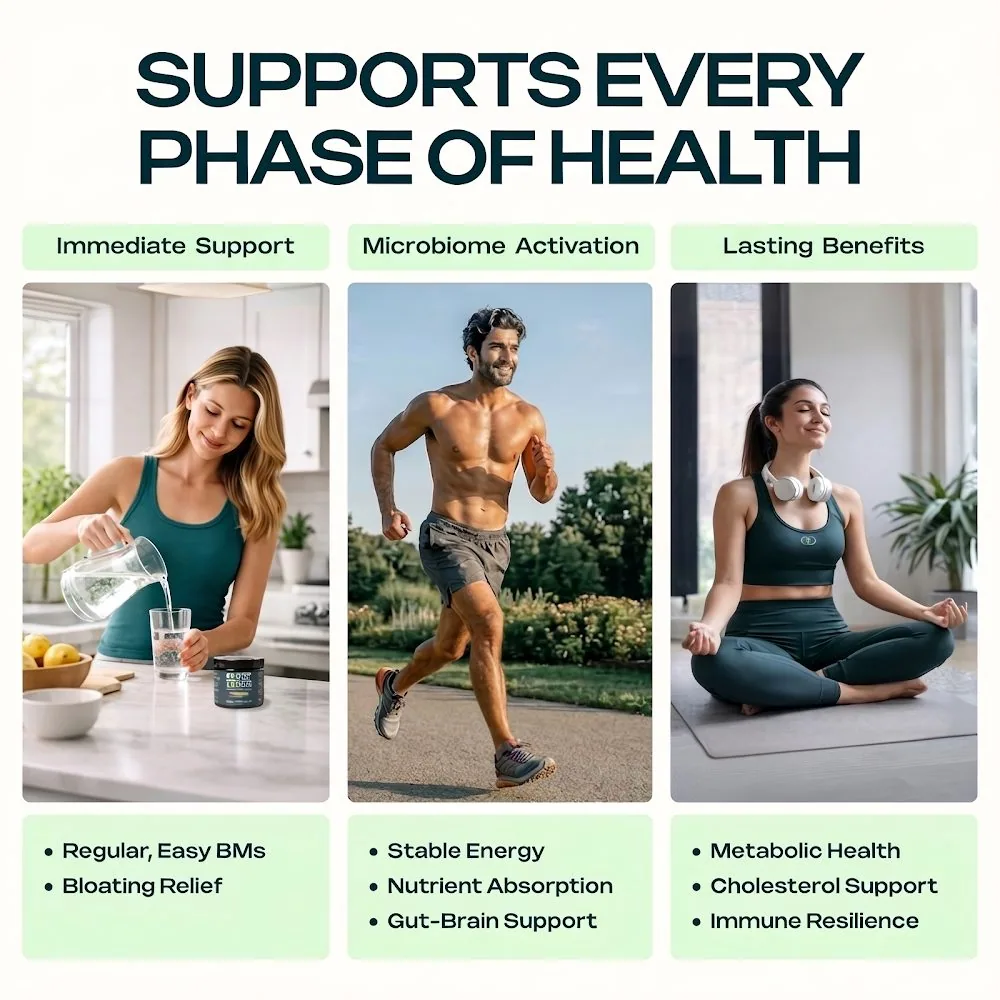 SUPPORTS EVERY
PHASE OF HEALTH
Immediate Support
Microbiome Activation
Lasting Benefits
• Regular, Easy BMs
• Bloating Relief
• Stable Energy
• Nutrient Absorption
• Gut-Brain Support
• Metabolic Health
• Cholesterol Support
• Immune Resilience